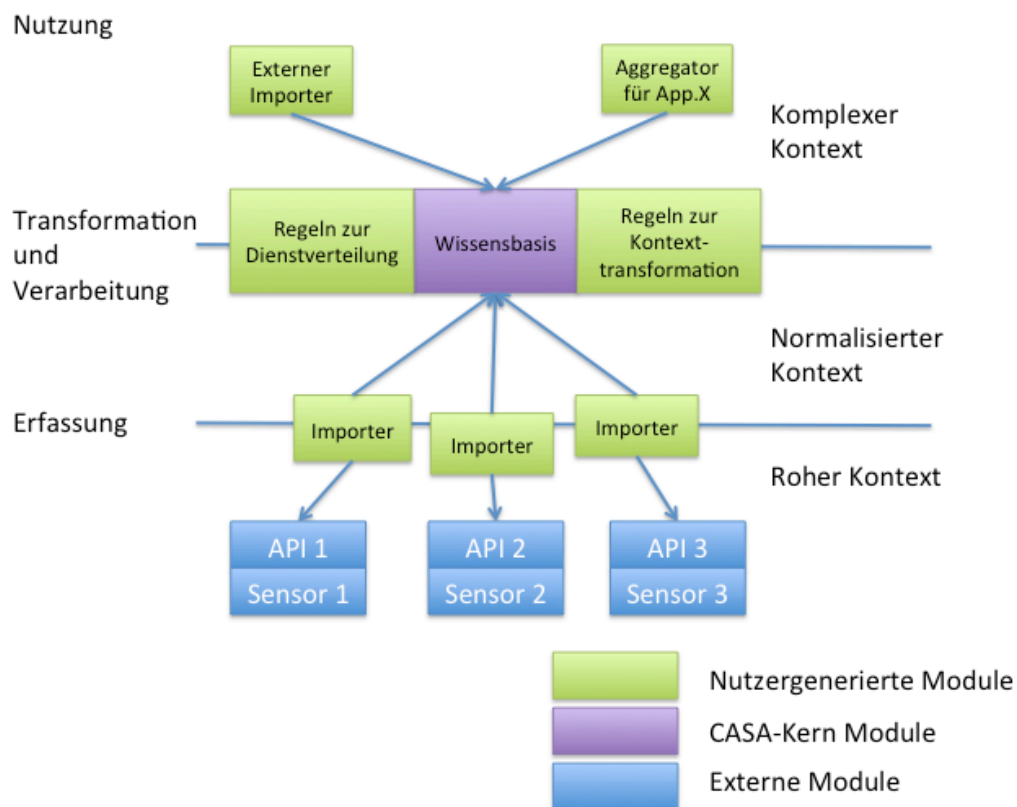 Nutzung
Externer
Importer
Aggregator
für App.X
Komplexer
Kontext
Transformation
und
Verarbeitung
Regeln zur
Dienstverteilung
Wissensbasis
Regeln zur
Kontext-
transformation
Normalisierter
Kontext
Erfassung
Importer
Importer
Importer
Roher Kontext
API 1
Sensor 1
API 2
Sensor 2
API 3
Sensor 3
Nutzergenerierte Module
CASA-Kern Module
Externe Module